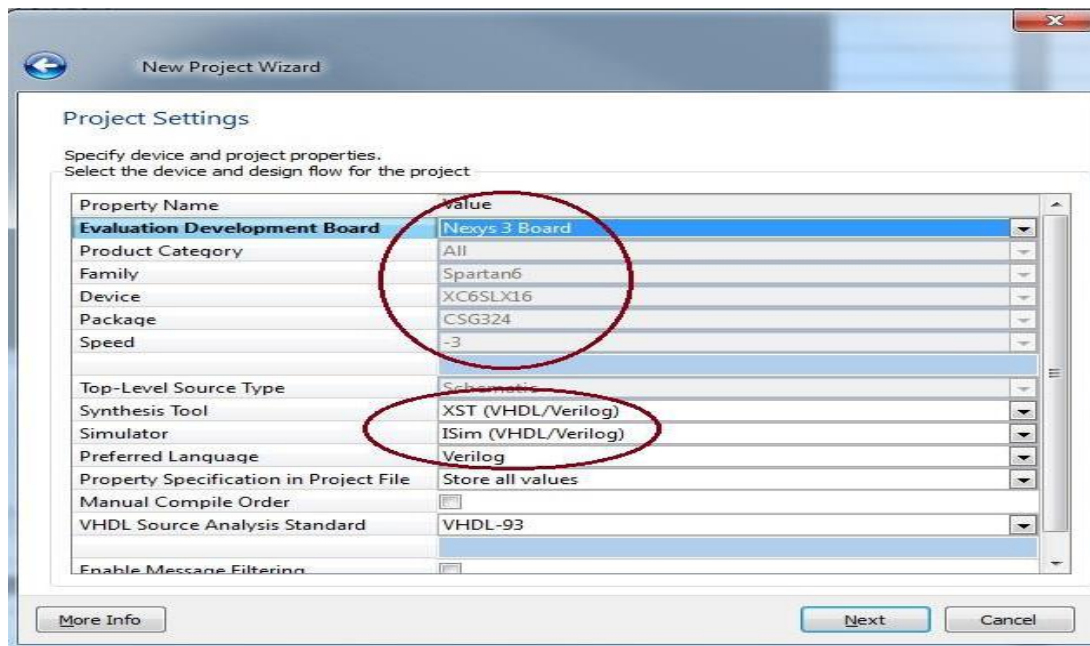 New Project Wizard
Project Settings
Specify device and project properties.
Select the device and design flow for the project
Property Name Value
Evaluation Development Board Nexys 3 Board
Product Category All
Family Spartan6
Device XC6SLX16
Package CSG324
Speed -3
Top-Level Source Type Schematic
Synthesis Tool XST (VHDL/Verilog)
Simulator ISim (VHDL/Verilog)
Preferred Language Verilog
Property Specification in Project File Store all values
Manual Compile Order
VHDL Source Analysis Standard VHDL-93
Enable Message Filtering
More Info Next Cancel